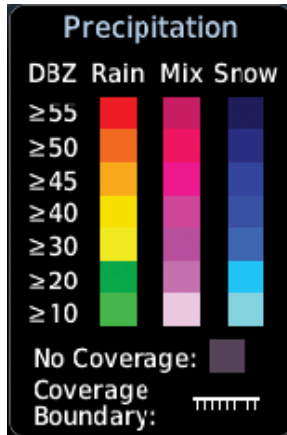 Precipitation
DBZ Rain Mix Snow
≥55
≥50
≥45
≥40
≥30
≥20
≥10
No Coverage:
Coverage
Boundary: